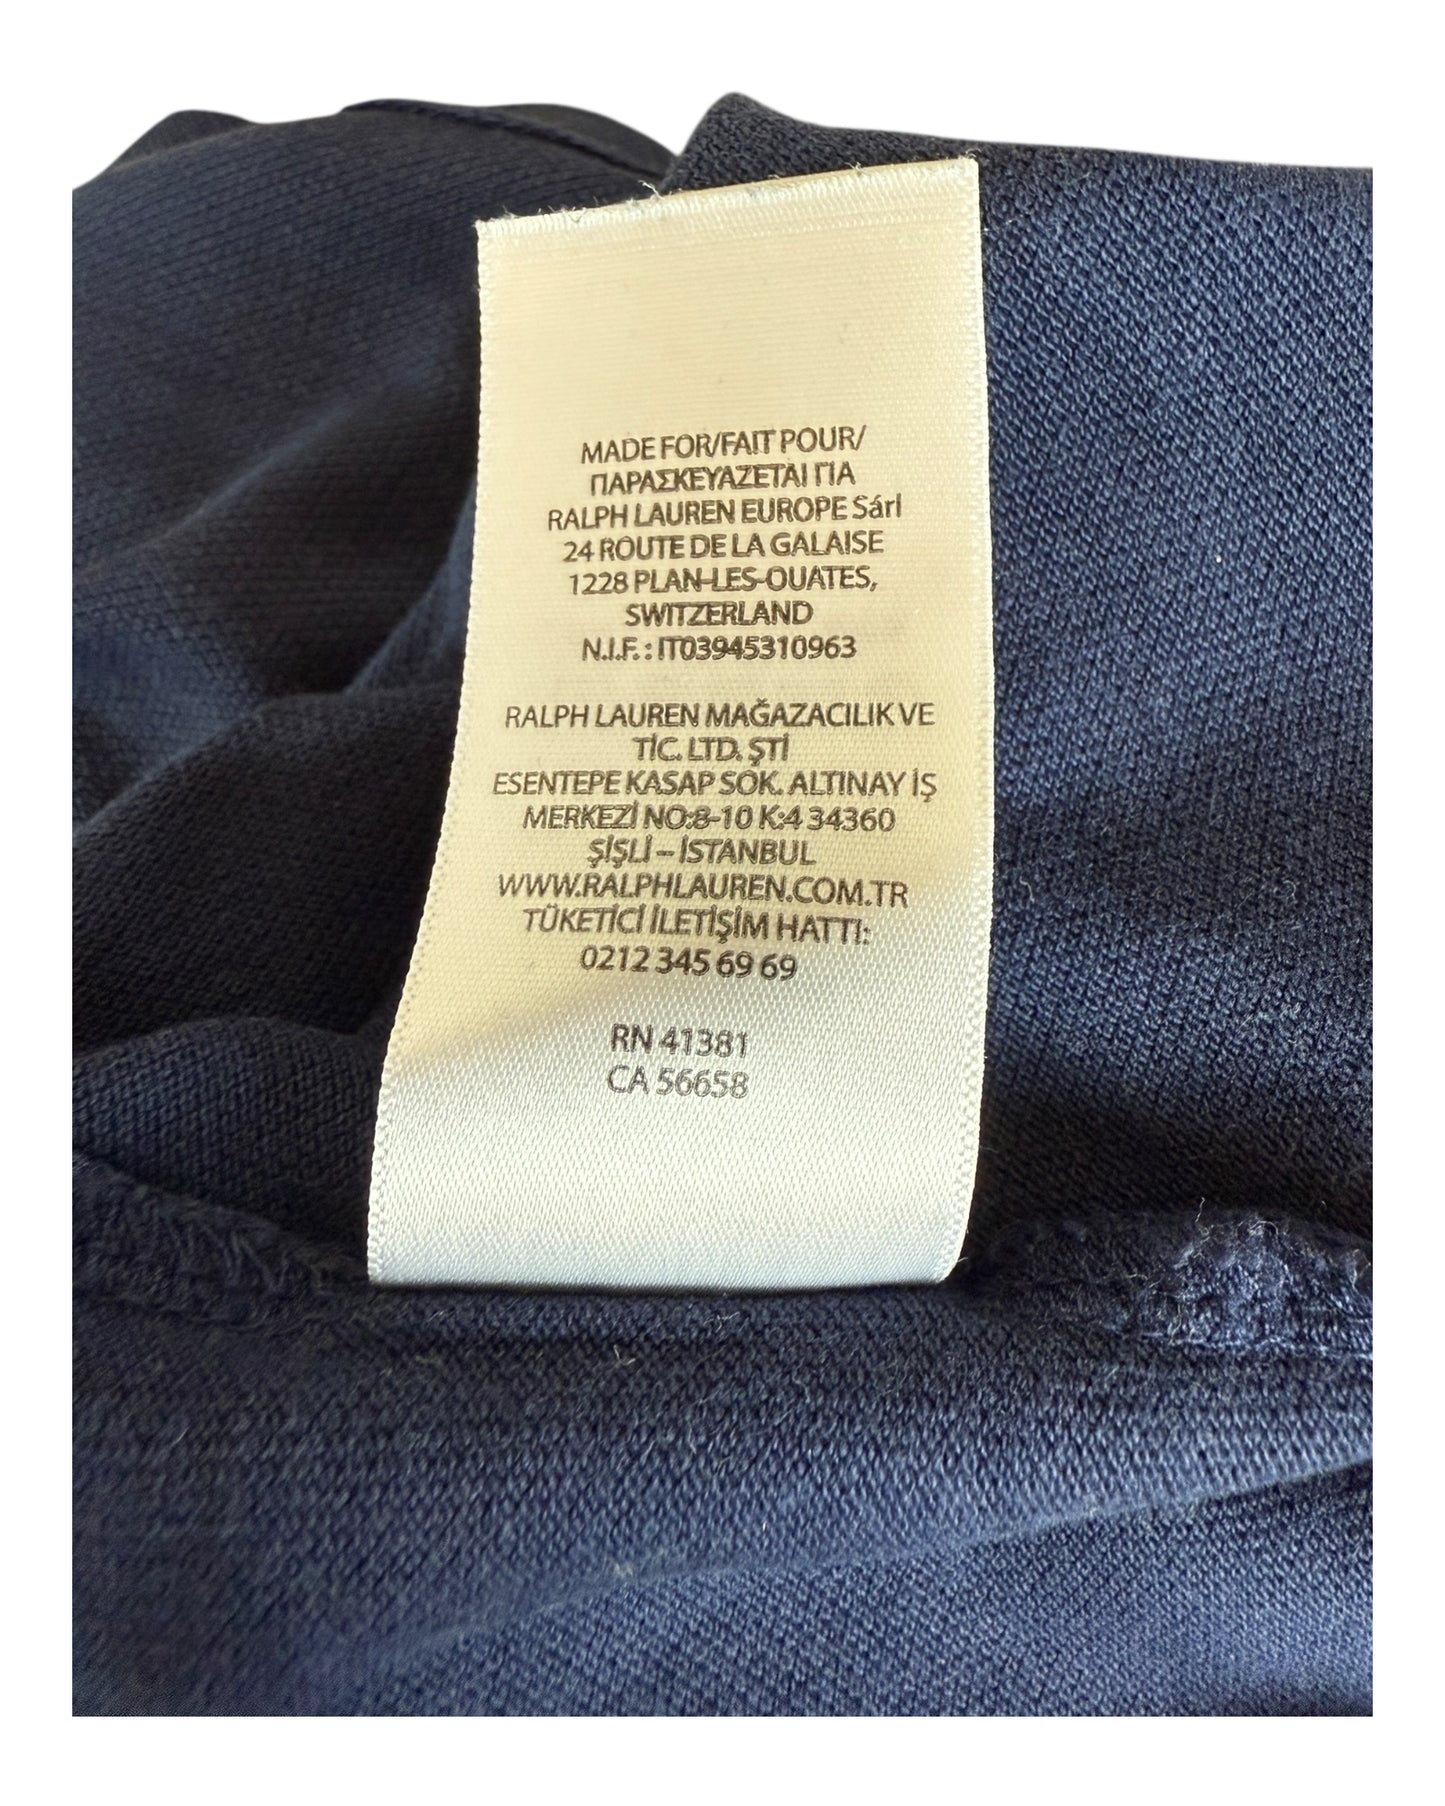 MADE FOR/FAIT POUR/
ΠΑΡΑΣΚΕΥΑΖΕΤΑΙ ΓΙΑ
RALPH LAUREN EUROPE Sárl
24 ROUTE DE LA GALAISE
1228 PLAN-LES-OUATES,
SWITZERLAND
N.I.F. : IT03945310963
RALPH LAUREN MAĞAZACILIK VE
TİC. LTD. ŞTİ
ESENTEPE KASAP SOK. ALTINAY İŞ
MERKEZİ NO:8-10 K:4 34360
ŞİŞLİ – İSTANBUL
WWW.RALPHLAUREN.COM.TR
TÜKETİCİ İLETİŞİM HATTI:
0212 345 69 69
RN 41381
CA 56658